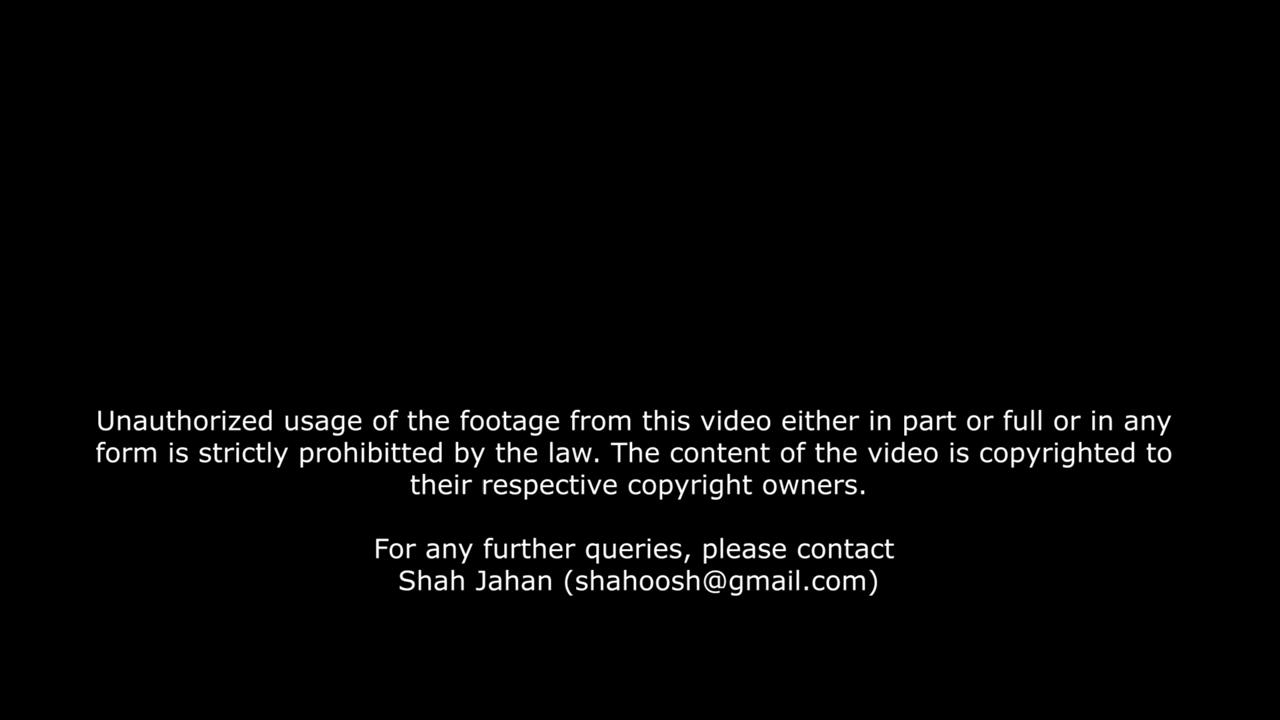 Unauthorized usage of the footage from this video either in part or full or in any
form is strictly prohibitted by the law. The content of the video is copyrighted to
their respective copyright owners.
For any further queries, please contact
Shah Jahan (shahoosh@gmail.com)